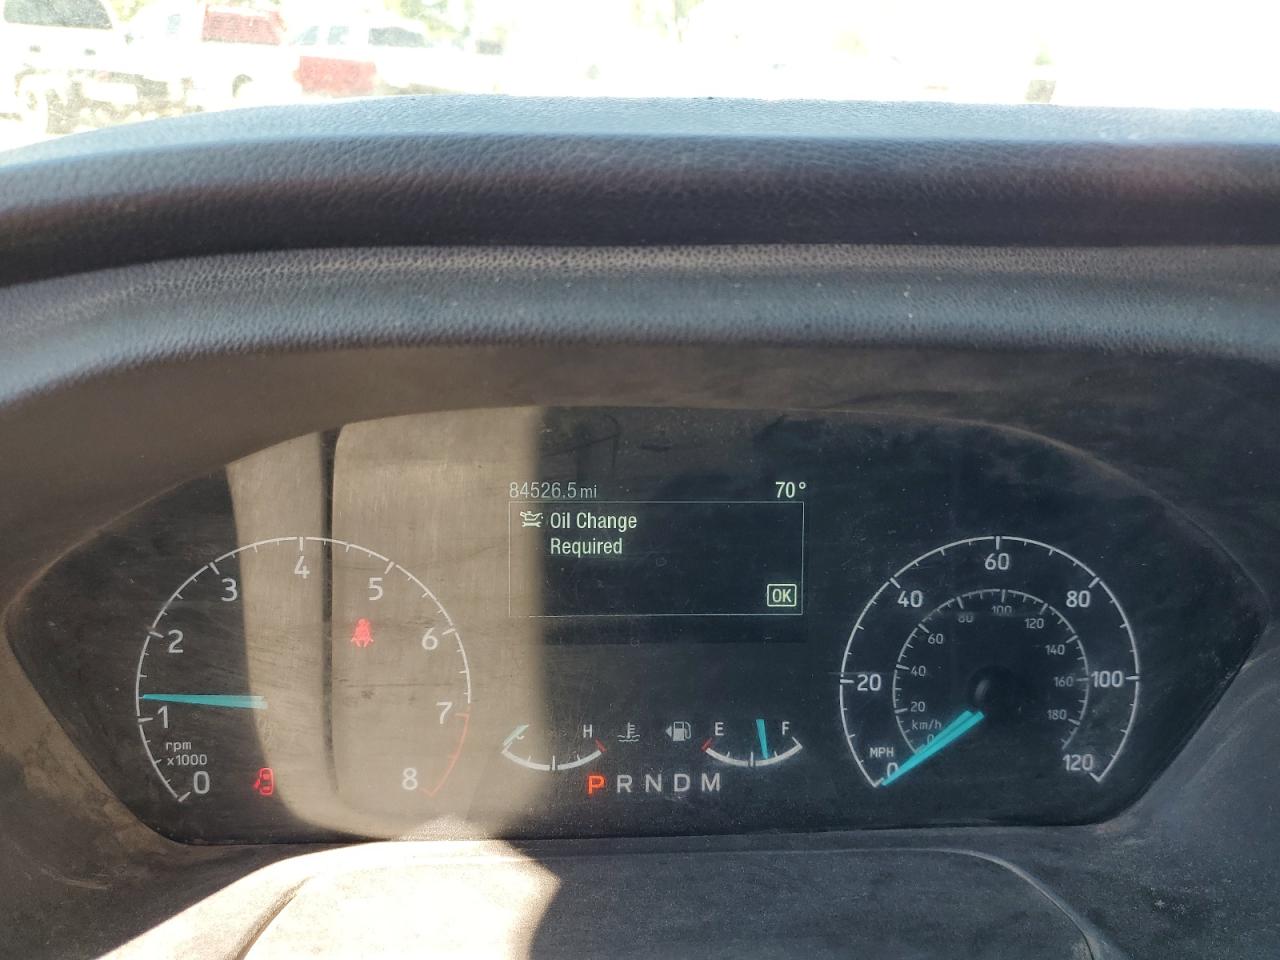 84526.5 mi 70°
Oil Change
Required
OK
0 1 2 3 4 5 6 7 8
rpm
x1000
C H E F
P R N D M
0 20 40 60 80 100 120
MPH
0 20 40 60 80 100 120 140 160 180
km/h